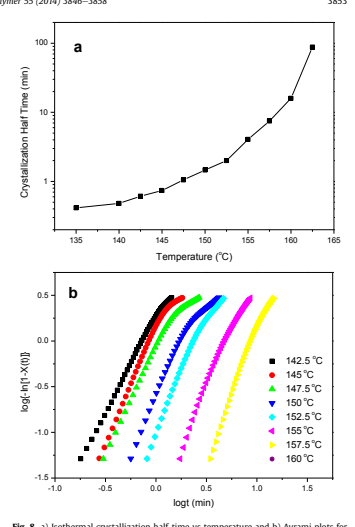 olymer 55 (2014) 3846–3858 3853
a
Crystallization Half Time (min)
100
10
1
135 140 145 150 155 160 165
Temperature (°C)
b
log{-ln[1-X(t)]}
0.5
0.0
-0.5
-1.0
-1.5
142.5 °C
145 °C
147.5 °C
150 °C
152.5 °C
155 °C
157.5 °C
160 °C
-1.0 -0.5 0.0 0.5 1.0 1.5
logt (min)
Fig. 8. a) Isothermal crystallization half time vs temperature and b) Avrami plots for